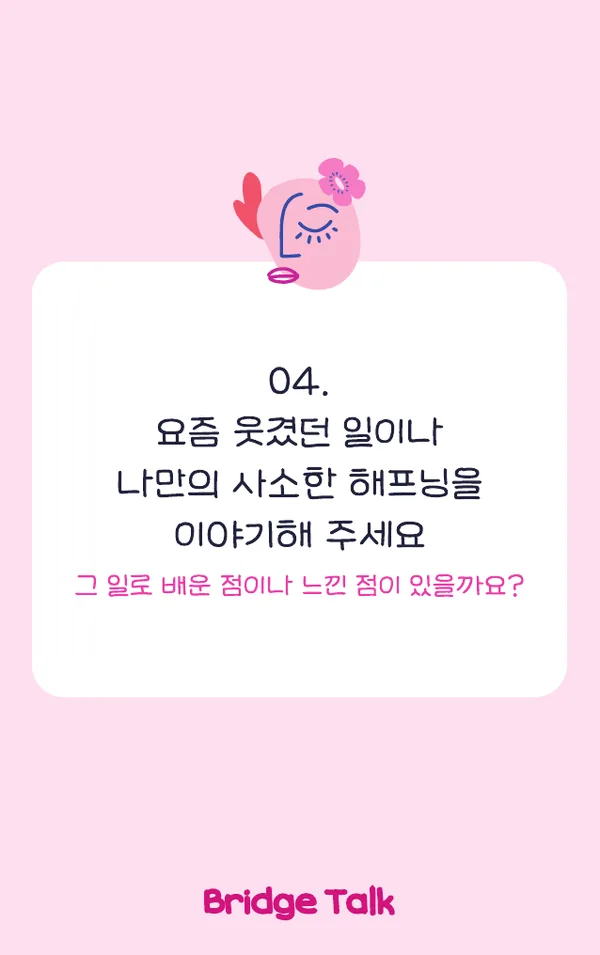 04.
요즘 웃겼던 일이나
나만의 사소한 해프닝을
이야기해 주세요
그 일로 배운 점이나 느낀 점이 있을까요?
Bridge Talk